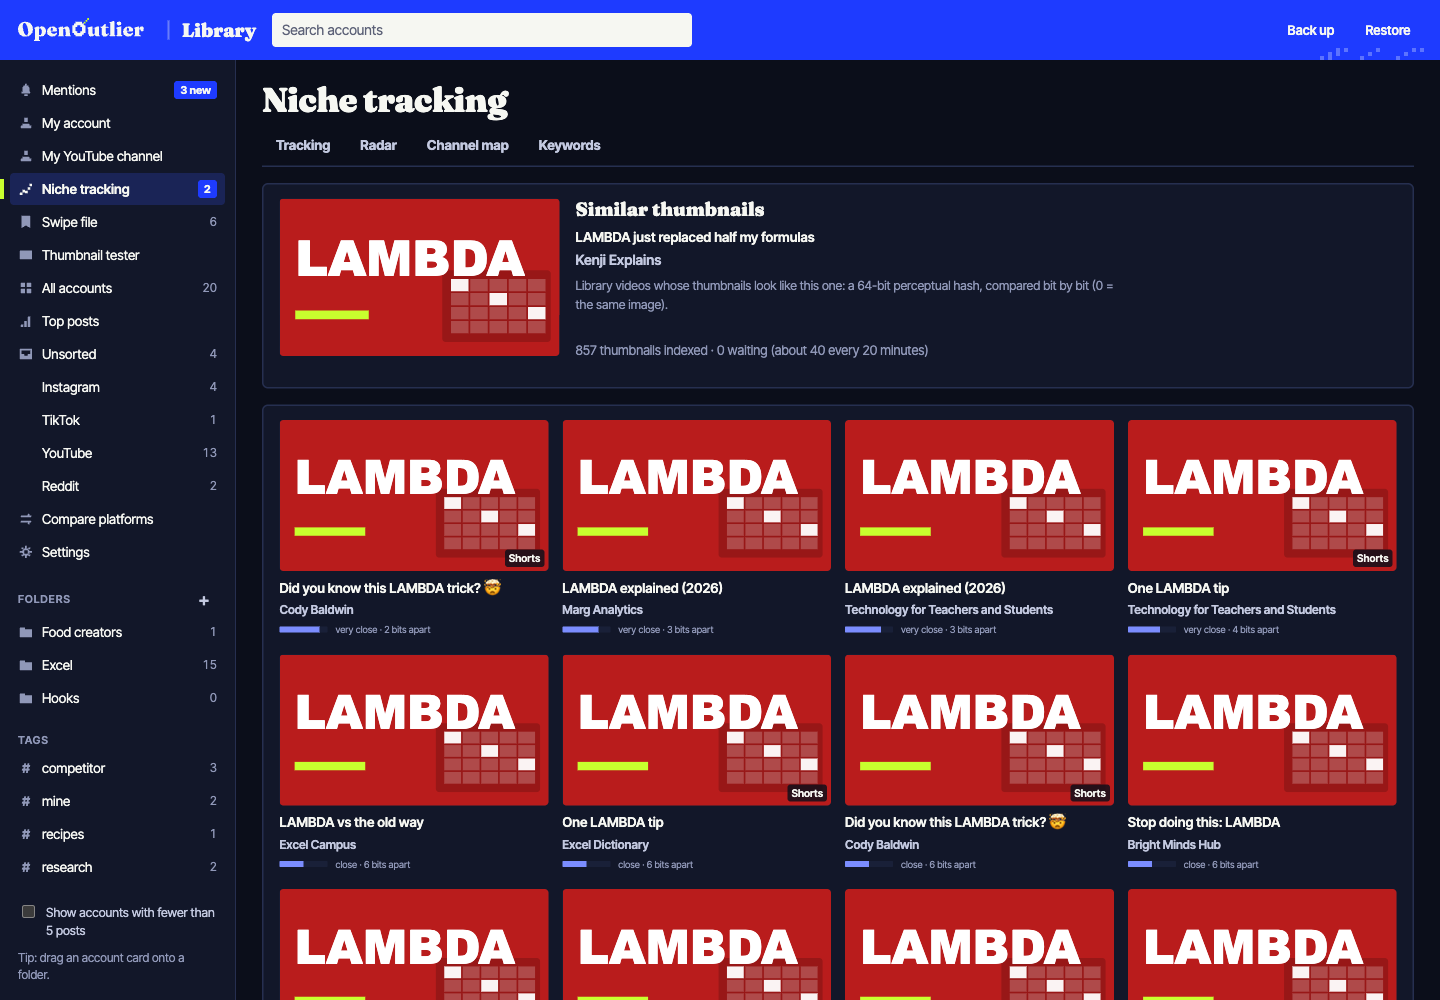 OpenOutlier
Library
Search accounts
Back up
Restore
Mentions
3 new
My account
My YouTube channel
Niche tracking
2
Swipe file
6
Thumbnail tester
All accounts
20
Top posts
Unsorted
4
Instagram
4
TikTok
1
YouTube
13
Reddit
2
Compare platforms
Settings
FOLDERS
+
Food creators
1
Excel
15
Hooks
0
TAGS
# competitor
3
# mine
2
# recipes
1
# research
2
Show accounts with fewer than
5 posts
Tip: drag an account card onto a
folder.
Niche tracking
Tracking
Radar
Channel map
Keywords
LAMBDA
Similar thumbnails
LAMBDA just replaced half my formulas
Kenji Explains
Library videos whose thumbnails look like this one: a 64-bit perceptual hash, compared bit by bit (0 =
the same image).
857 thumbnails indexed · 0 waiting (about 40 every 20 minutes)
LAMBDA
Shorts
Did you know this LAMBDA trick? 🤯
Cody Baldwin
very close · 2 bits apart
LAMBDA
LAMBDA explained (2026)
Marg Analytics
very close · 3 bits apart
LAMBDA
LAMBDA explained (2026)
Technology for Teachers and Students
very close · 3 bits apart
LAMBDA
Shorts
One LAMBDA tip
Technology for Teachers and Students
very close · 4 bits apart
LAMBDA
LAMBDA vs the old way
Excel Campus
close · 6 bits apart
LAMBDA
Shorts
One LAMBDA tip
Excel Dictionary
close · 6 bits apart
LAMBDA
Shorts
Did you know this LAMBDA trick? 🤯
Cody Baldwin
close · 6 bits apart
LAMBDA
Stop doing this: LAMBDA
Bright Minds Hub
close · 6 bits apart
LAMBDA
LAMBDA
LAMBDA
LAMBDA